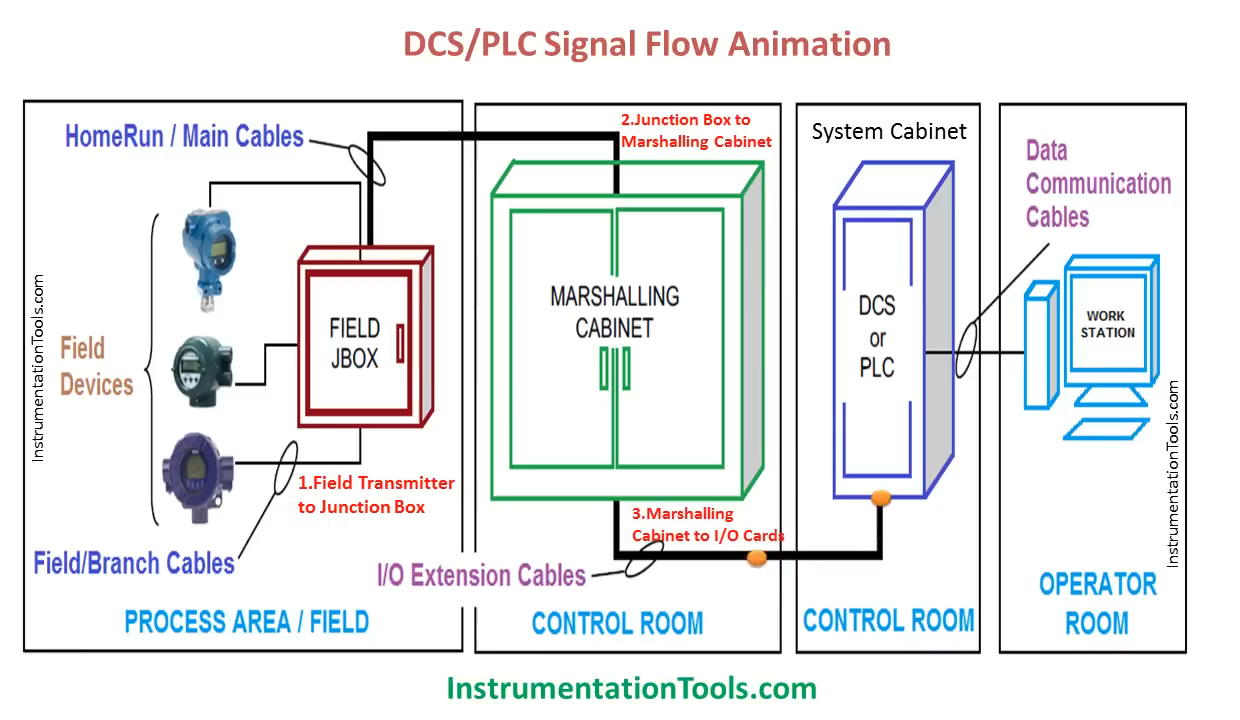 DCS/PLC Signal Flow Animation
HomeRun / Main Cables
InstrumentationTools.com
Field
Devices
FIELD
JBOX
1.Field Transmitter
to Junction Box
Field/Branch Cables
PROCESS AREA / FIELD
2.Junction Box to
Marshalling Cabinet
MARSHALLING
CABINET
3.Marshalling
Cabinet to I/O Cards
I/O Extension Cables
CONTROL ROOM
System Cabinet
DCS
or
PLC
CONTROL ROOM
Data
Communication
Cables
WORK
STATION
InstrumentationTools.com
OPERATOR
ROOM
InstrumentationTools.com